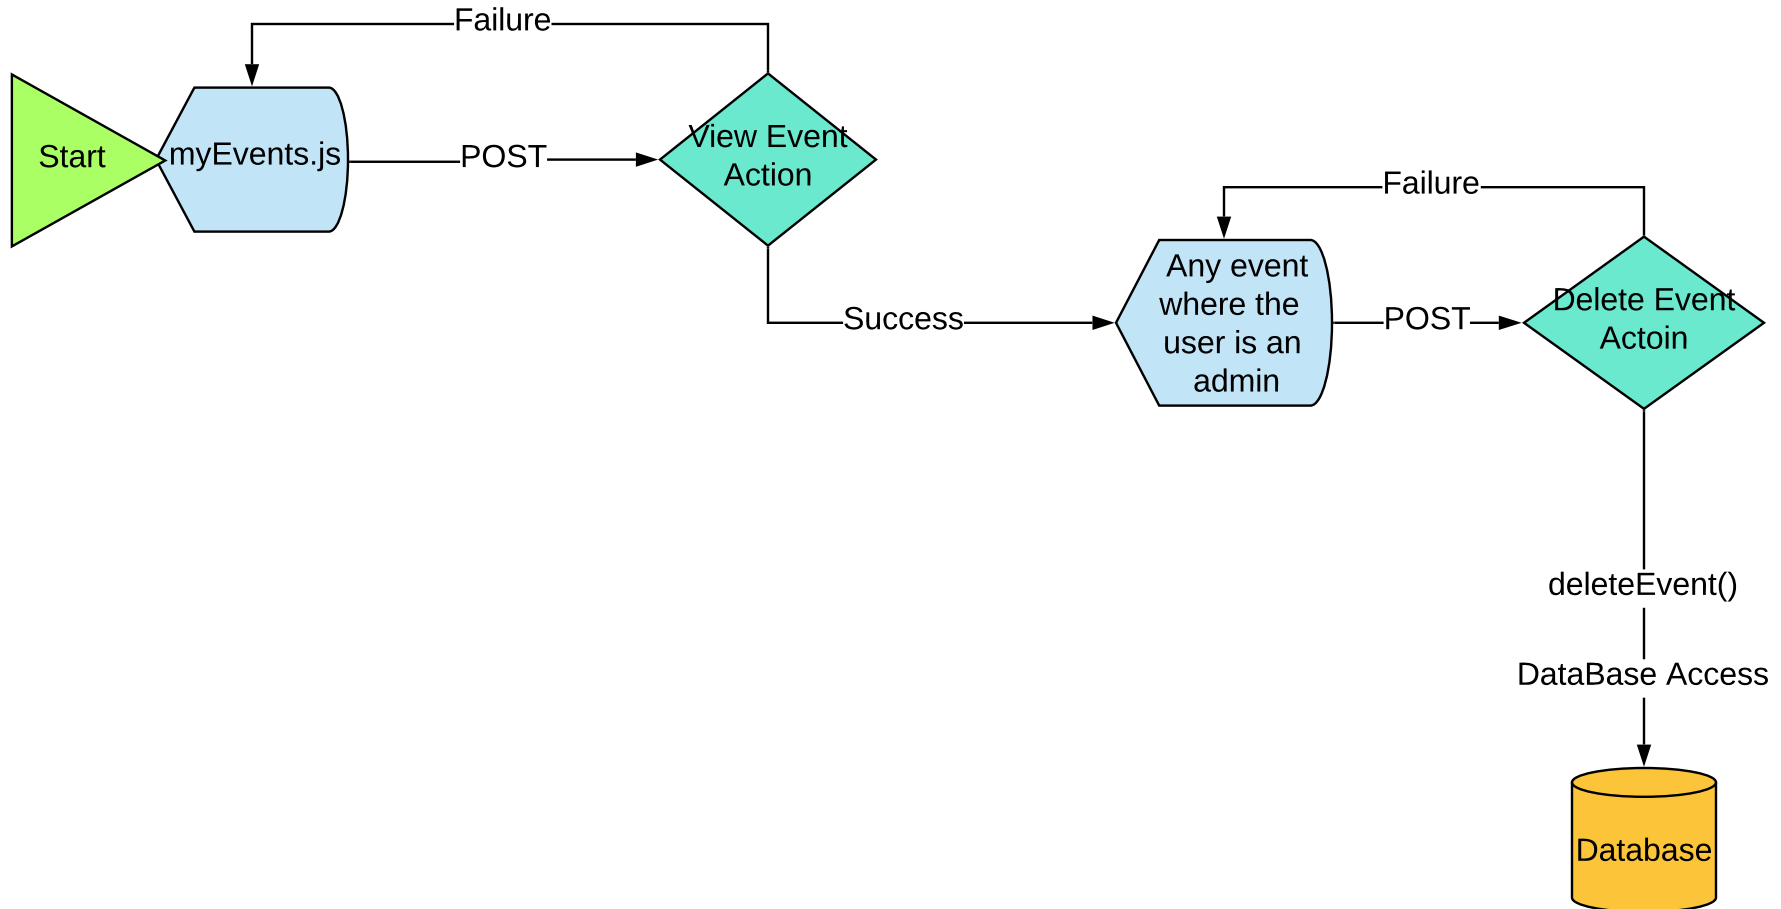 Failure
Start
myEvents.js
POST
View Event
Action
Success
Failure
Any event
where the
user is an
admin
POST
Delete Event
Actoin
deleteEvent()
DataBase Access
Database